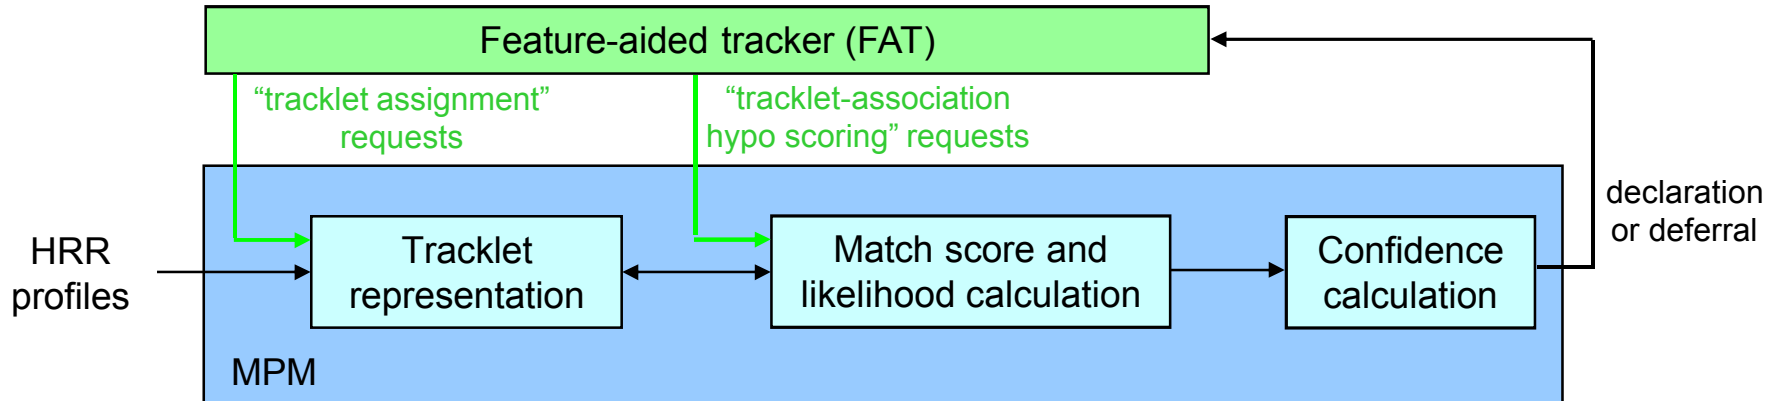 Feature-aided tracker (FAT)
“tracklet assignment”
requests
“tracklet-association
hypo scoring” requests
declaration
or deferral
HRR
profiles
Tracklet
representation
Match score and
likelihood calculation
Confidence
calculation
MPM